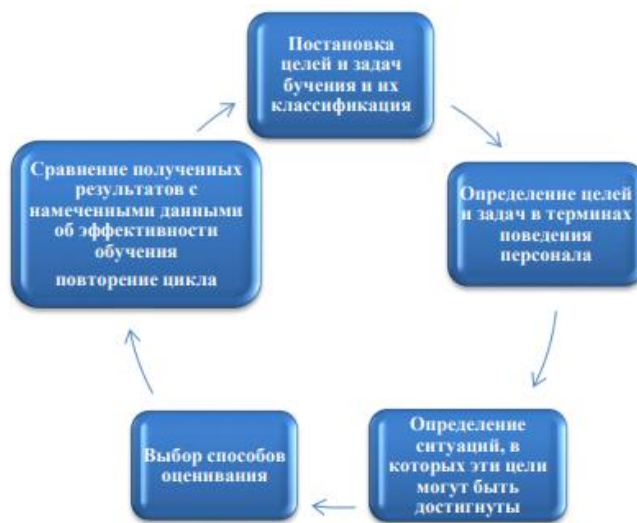 Постановка
целей и задач
бучения и их
классификация
Определение целей
и задач в терминах
поведения
персонала
Определение
ситуаций, в
которых эти цели
могут быть
достигнуты
Выбор способов
оценивания
Сравнение полученных
результатов с
намеченными данными
об эффективности
обучения
повторение цикла